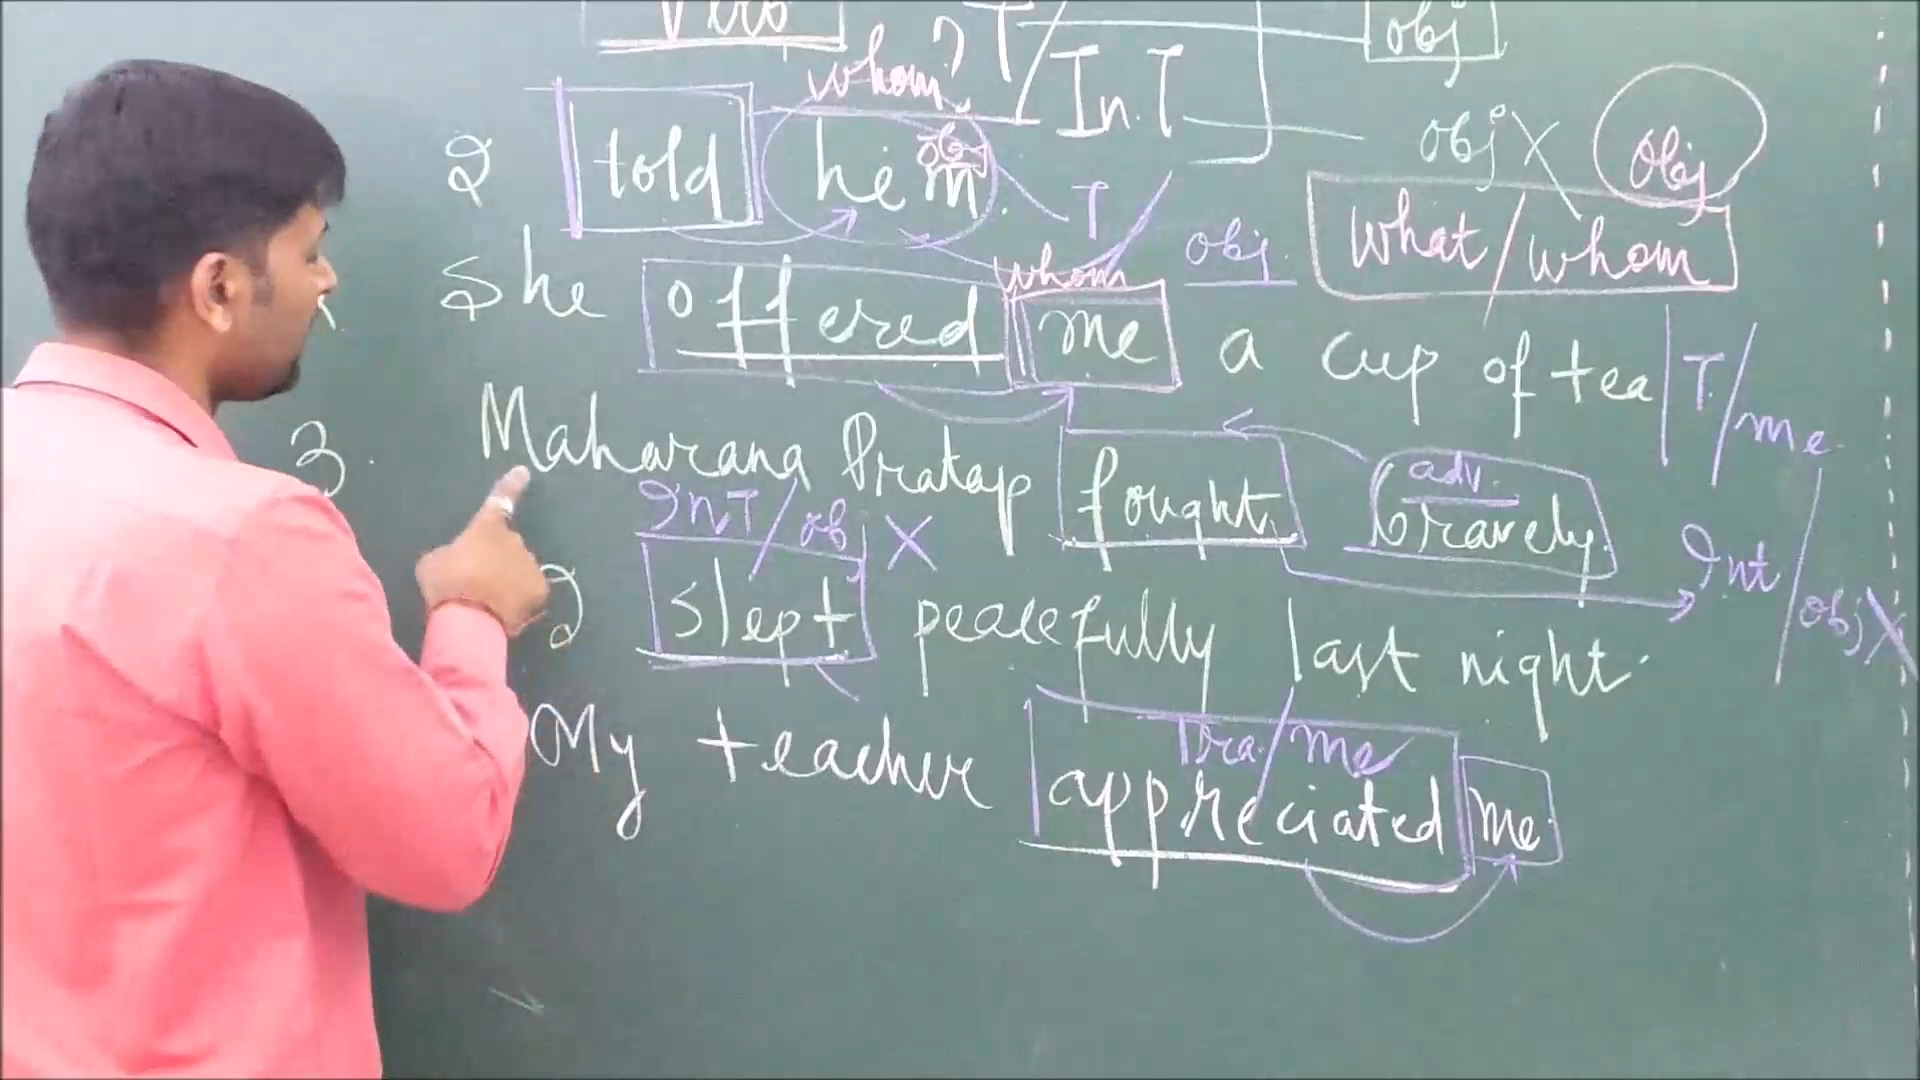 Verb T/ obj
whom? In.T obj X obj
I told him. obj T / obj what/whom
whom
She offered me a cup of tea T/me
3. Maharana Pratap fought bravely. adv. Int/objX
InT/obj X
I slept peacefully last night.
Tra/me
My teacher appreciated me